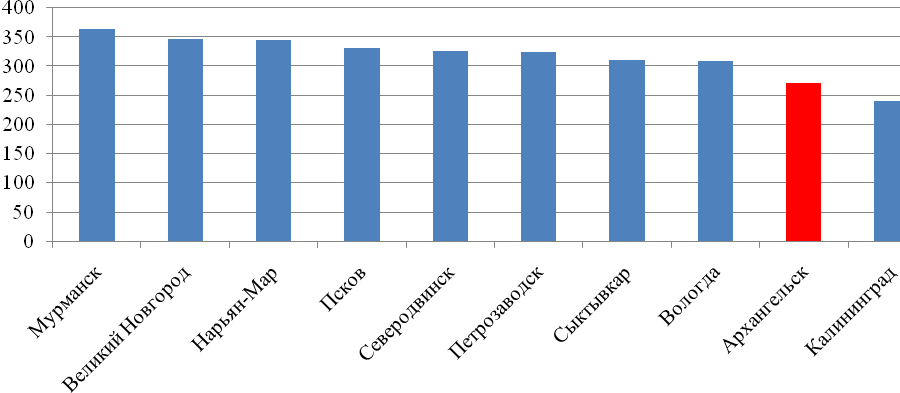 400
350
300
250
200
150
100
50
0
Мурманск
Великий Новгород
Нарьян-Мар
Псков
Северодвинск
Петрозаводск
Сыктывкар
Вологда
Архангельск
Калининград